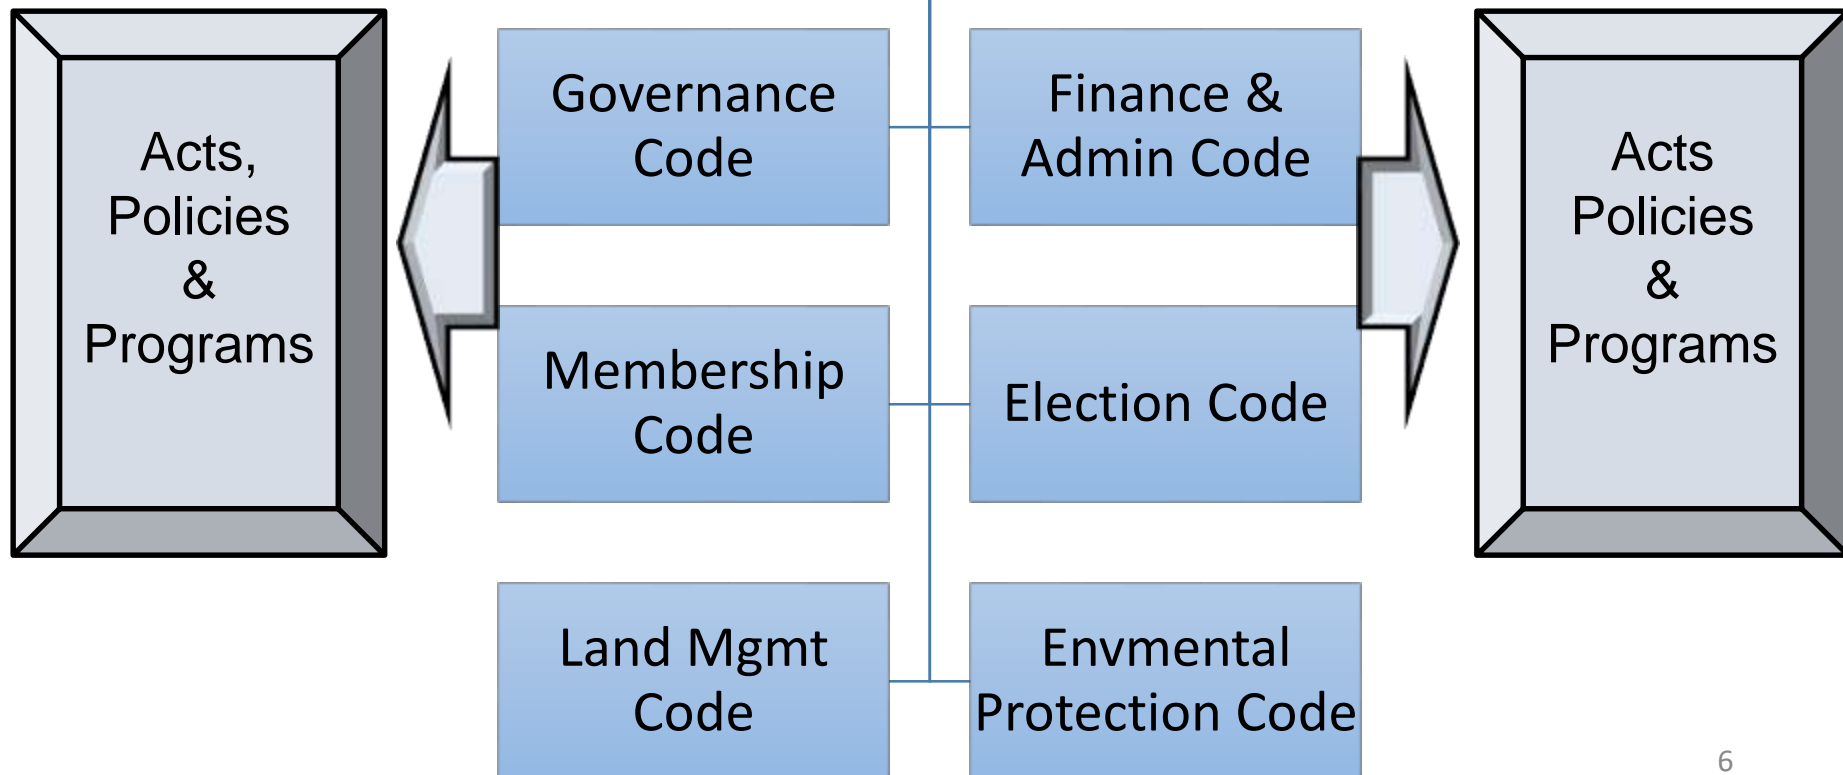 Acts,
Policies
&
Programs
Governance
Code
Finance &
Admin Code
Acts
Policies
&
Programs
Membership
Code
Election Code
Land Mgmt
Code
Envmental
Protection Code
6